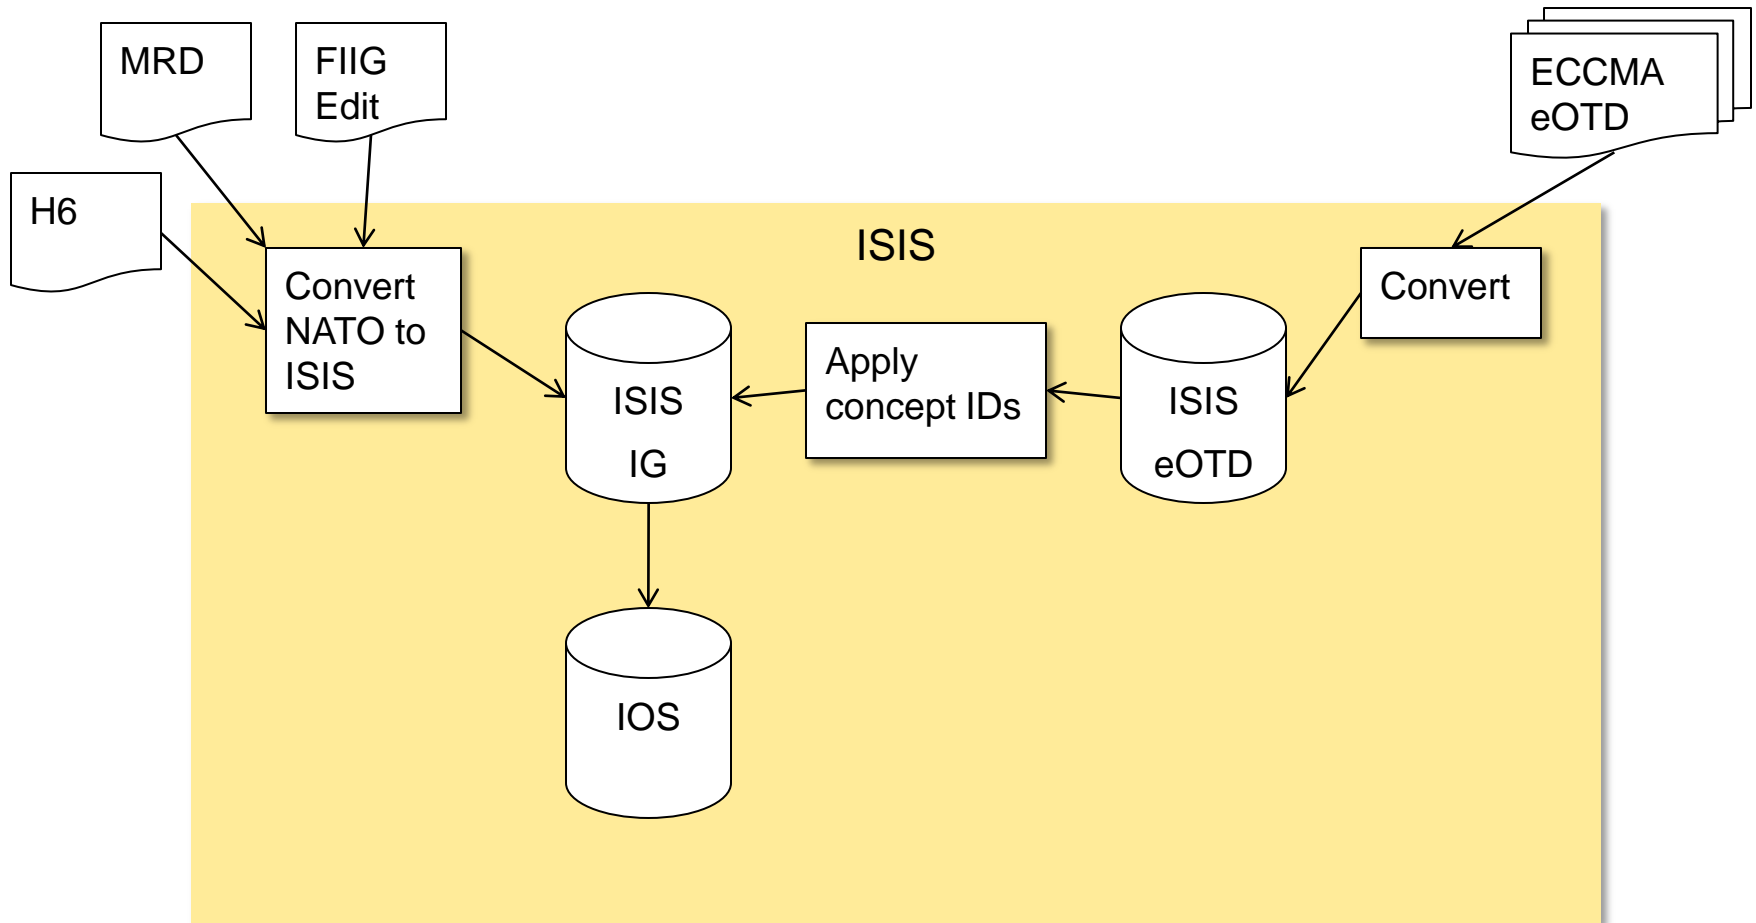 MRD
FIIG
Edit
ECCMA
eOTD
H6
ISIS
Convert
NATO to
ISIS
Convert
Apply
concept IDs
ISIS
IG
ISIS
eOTD
IOS